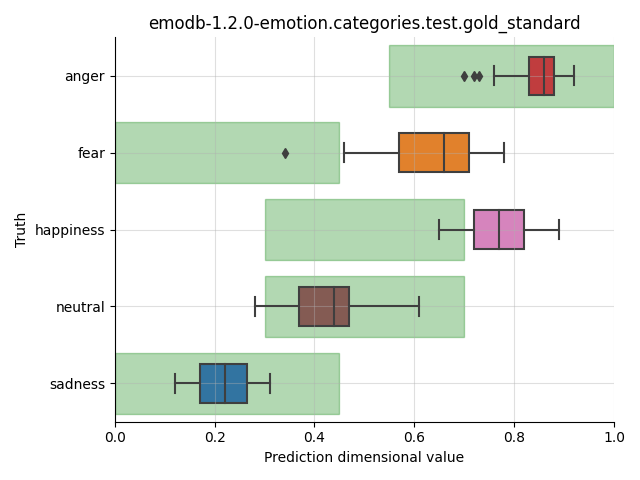 emodb-1.2.0-emotion.categories.test.gold_standard
Truth
anger
fear
happiness
neutral
sadness
0.0 0.2 0.4 0.6 0.8 1.0
Prediction dimensional value